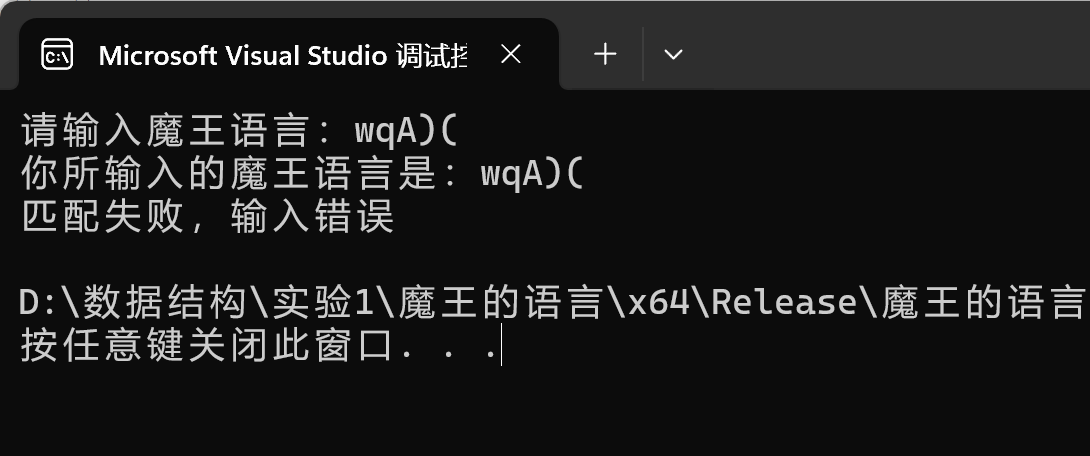 Microsoft Visual Studio 调试
请输入魔王语言：wqA)(
你所输入的魔王语言是：wqA)(
匹配失败，输入错误
D:\数据结构\实验1\魔王的语言\x64\Release\魔王的语言
按任意键关闭此窗口. . .